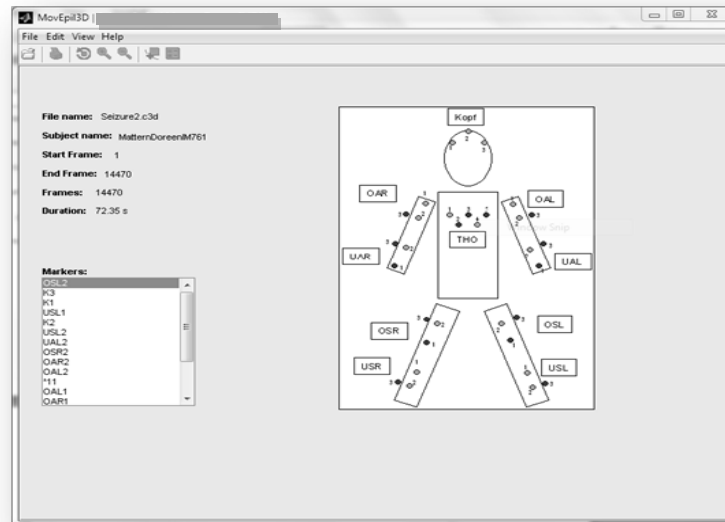 MovEpil3D |
File Edit View Help
File name: Seizure2.c3d
Subject name: MatternDoreenIM761
Start Frame: 1
End Frame: 14470
Frames: 14470
Duration: 72.35 s
Markers:
OSL2
K3
K1
USL1
K2
USL2
UAL2
OSR2
OAR2
OAL2
*11
OAL1
OAR1
Kopf
OAR
OAL
THO
UAR
UAL
OSR
OSL
USR
USL
Snip